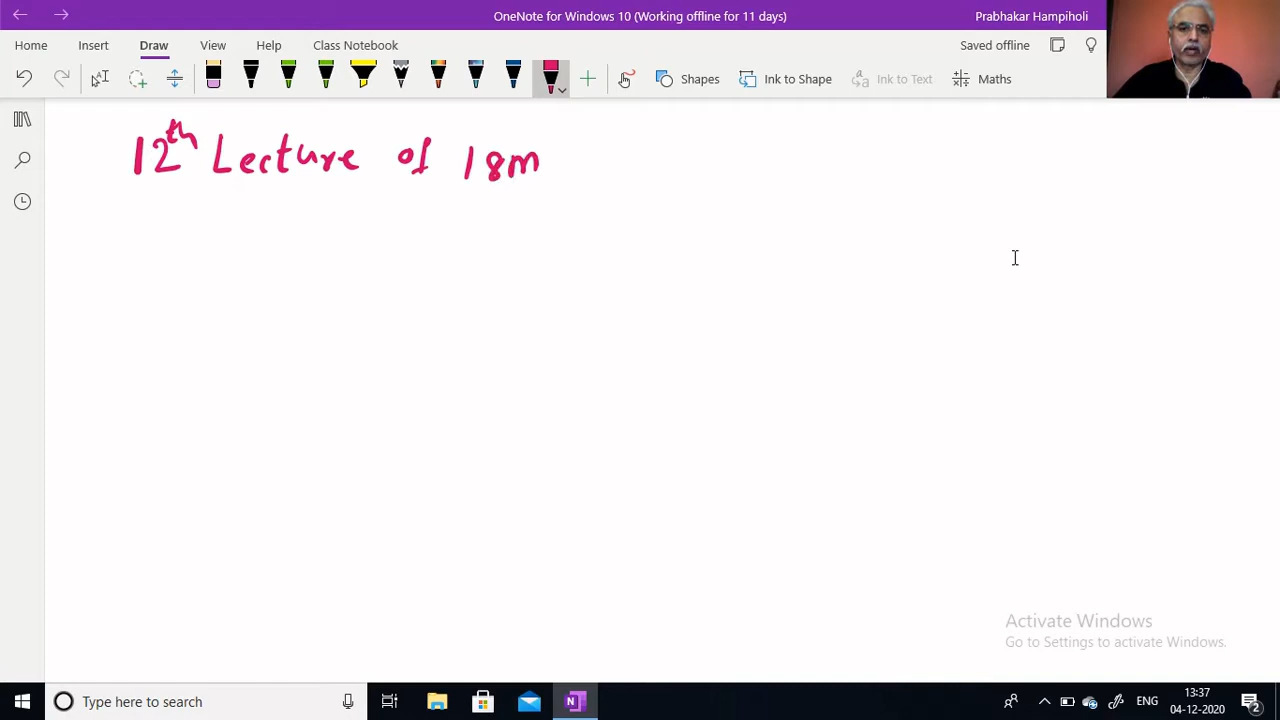 OneNote for Windows 10 (Working offline for 11 days)
Prabhakar Hampiholi
Home Insert Draw View Help Class Notebook
Saved offline
Shapes Ink to Shape Ink to Text Maths
12th Lecture of 18m
Activate Windows
Go to Settings to activate Windows.
Type here to search
ENG
13:37
04-12-2020
2